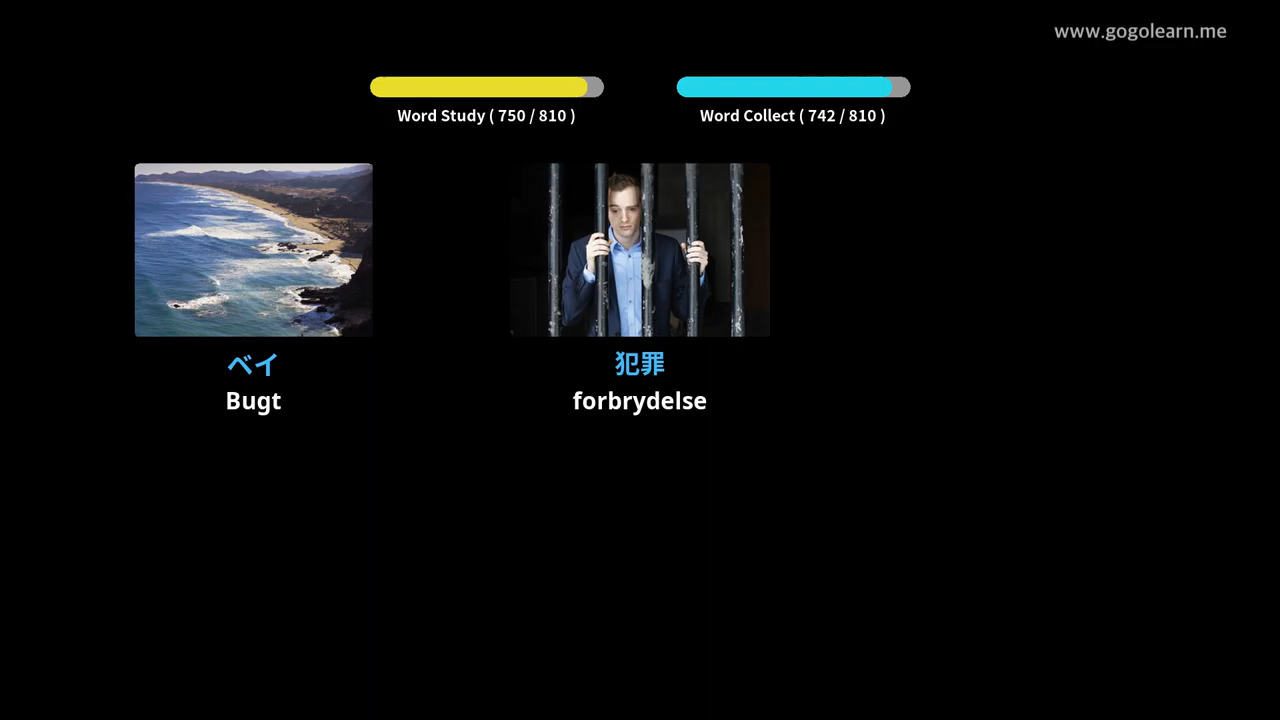 www.gogolearn.me
Word Study ( 750 / 810 )
Word Collect ( 742 / 810 )
ベイ
Bugt
犯罪
forbrydelse